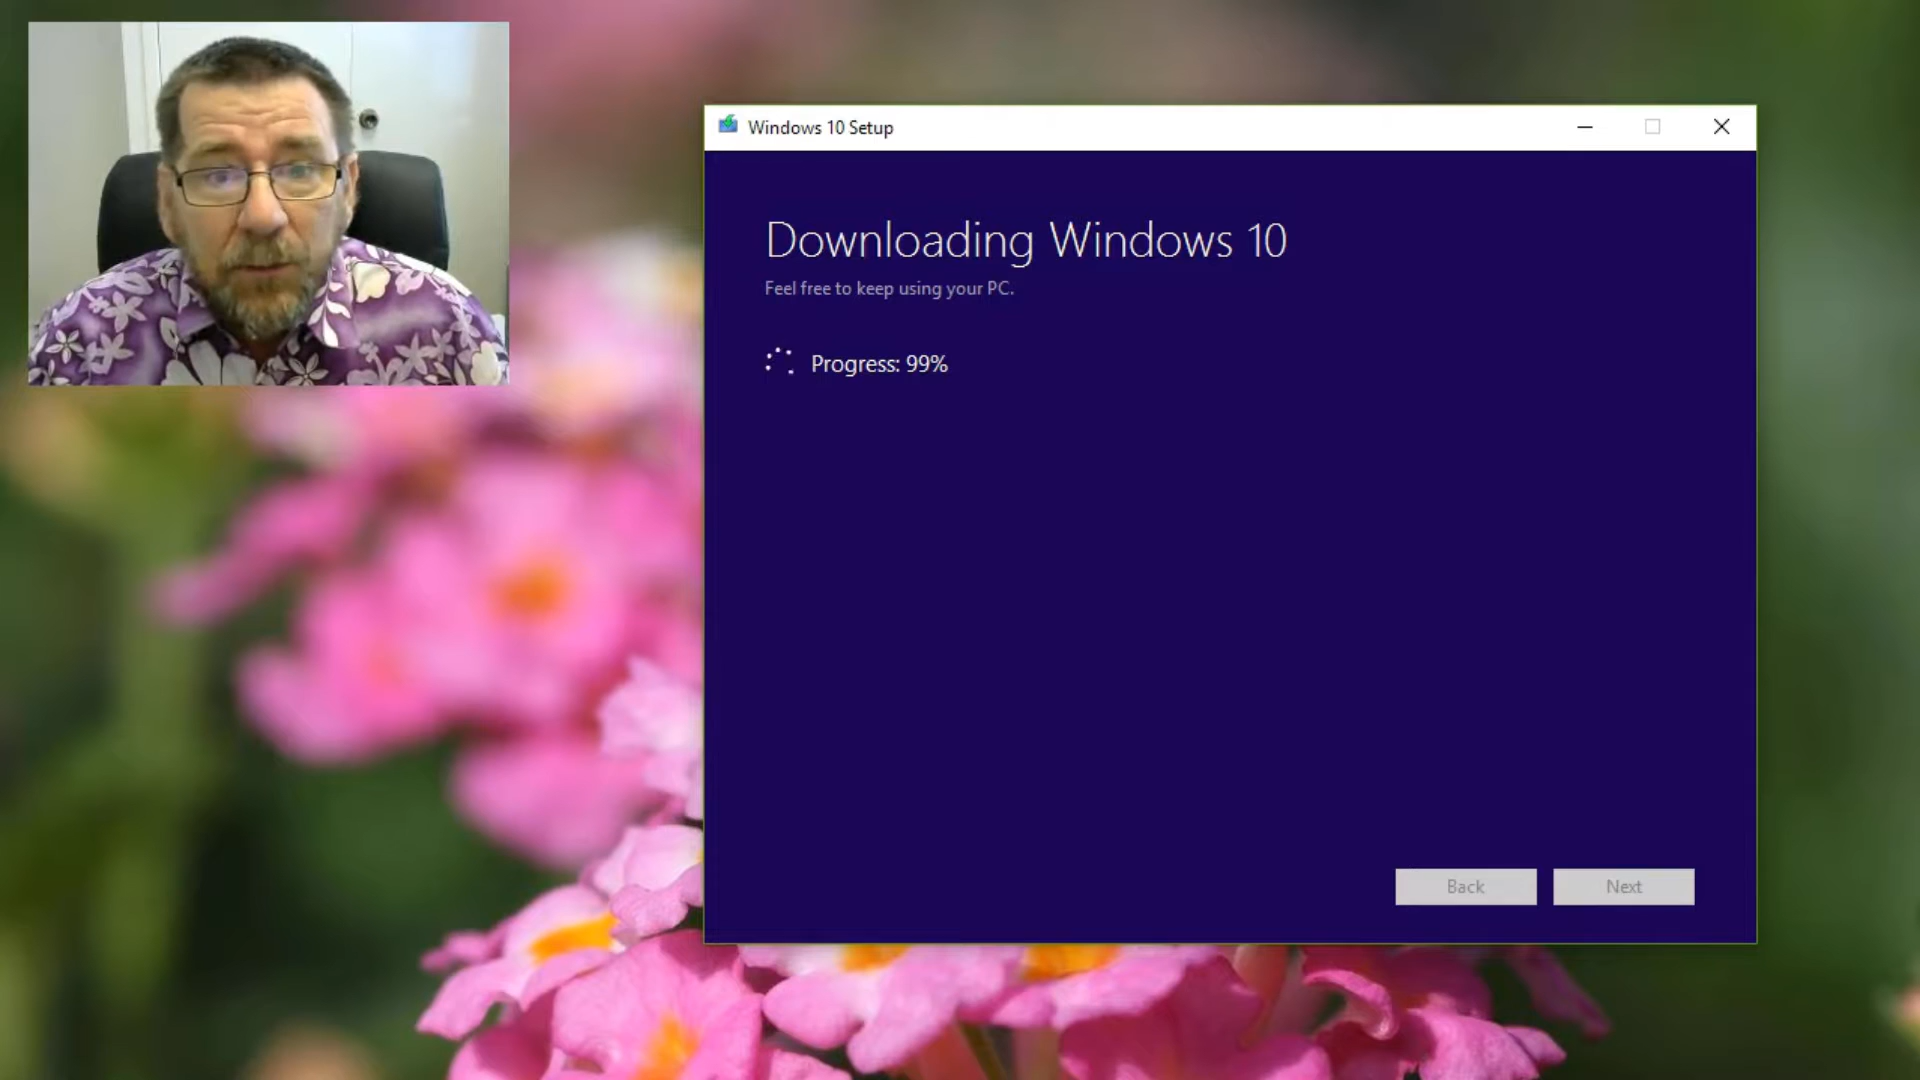 Windows 10 Setup
Downloading Windows 10
Feel free to keep using your PC.
Progress: 99%
Back
Next